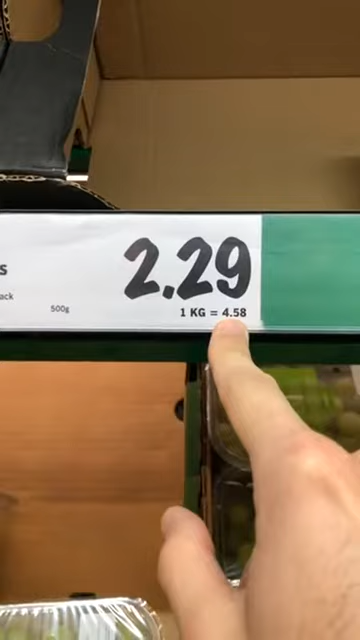 s
ack
2.29
500g
1 KG = 4.58